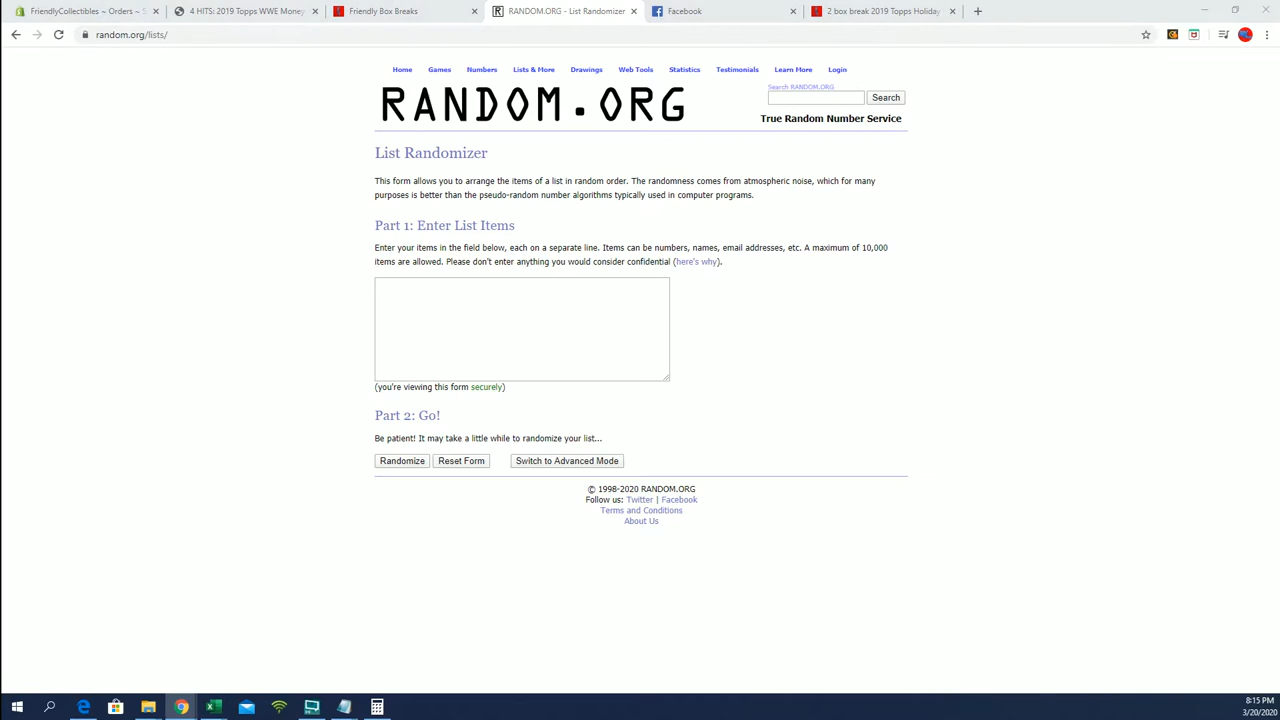 FriendlyCollectibles ~ Orders ~ S
4 HITS: 2019 Topps WWE Money
Friendly Box Breaks
RANDOM.ORG - List Randomizer
Facebook
2 box break 2019 Topps Holiday
random.org/lists/
Home Games Numbers Lists & More Drawings Web Tools Statistics Testimonials Learn More Login
RANDOM.ORG
Search RANDOM.ORG
Search
True Random Number Service
List Randomizer
This form allows you to arrange the items of a list in random order. The randomness comes from atmospheric noise, which for many
purposes is better than the pseudo-random number algorithms typically used in computer programs.
Part 1: Enter List Items
Enter your items in the field below, each on a separate line. Items can be numbers, names, email addresses, etc. A maximum of 10,000
items are allowed. Please don't enter anything you would consider confidential (here's why).
(you're viewing this form securely)
Part 2: Go!
Be patient! It may take a little while to randomize your list...
Randomize Reset Form Switch to Advanced Mode
© 1998-2020 RANDOM.ORG
Follow us: Twitter | Facebook
Terms and Conditions
About Us
8:15 PM
3/20/2020